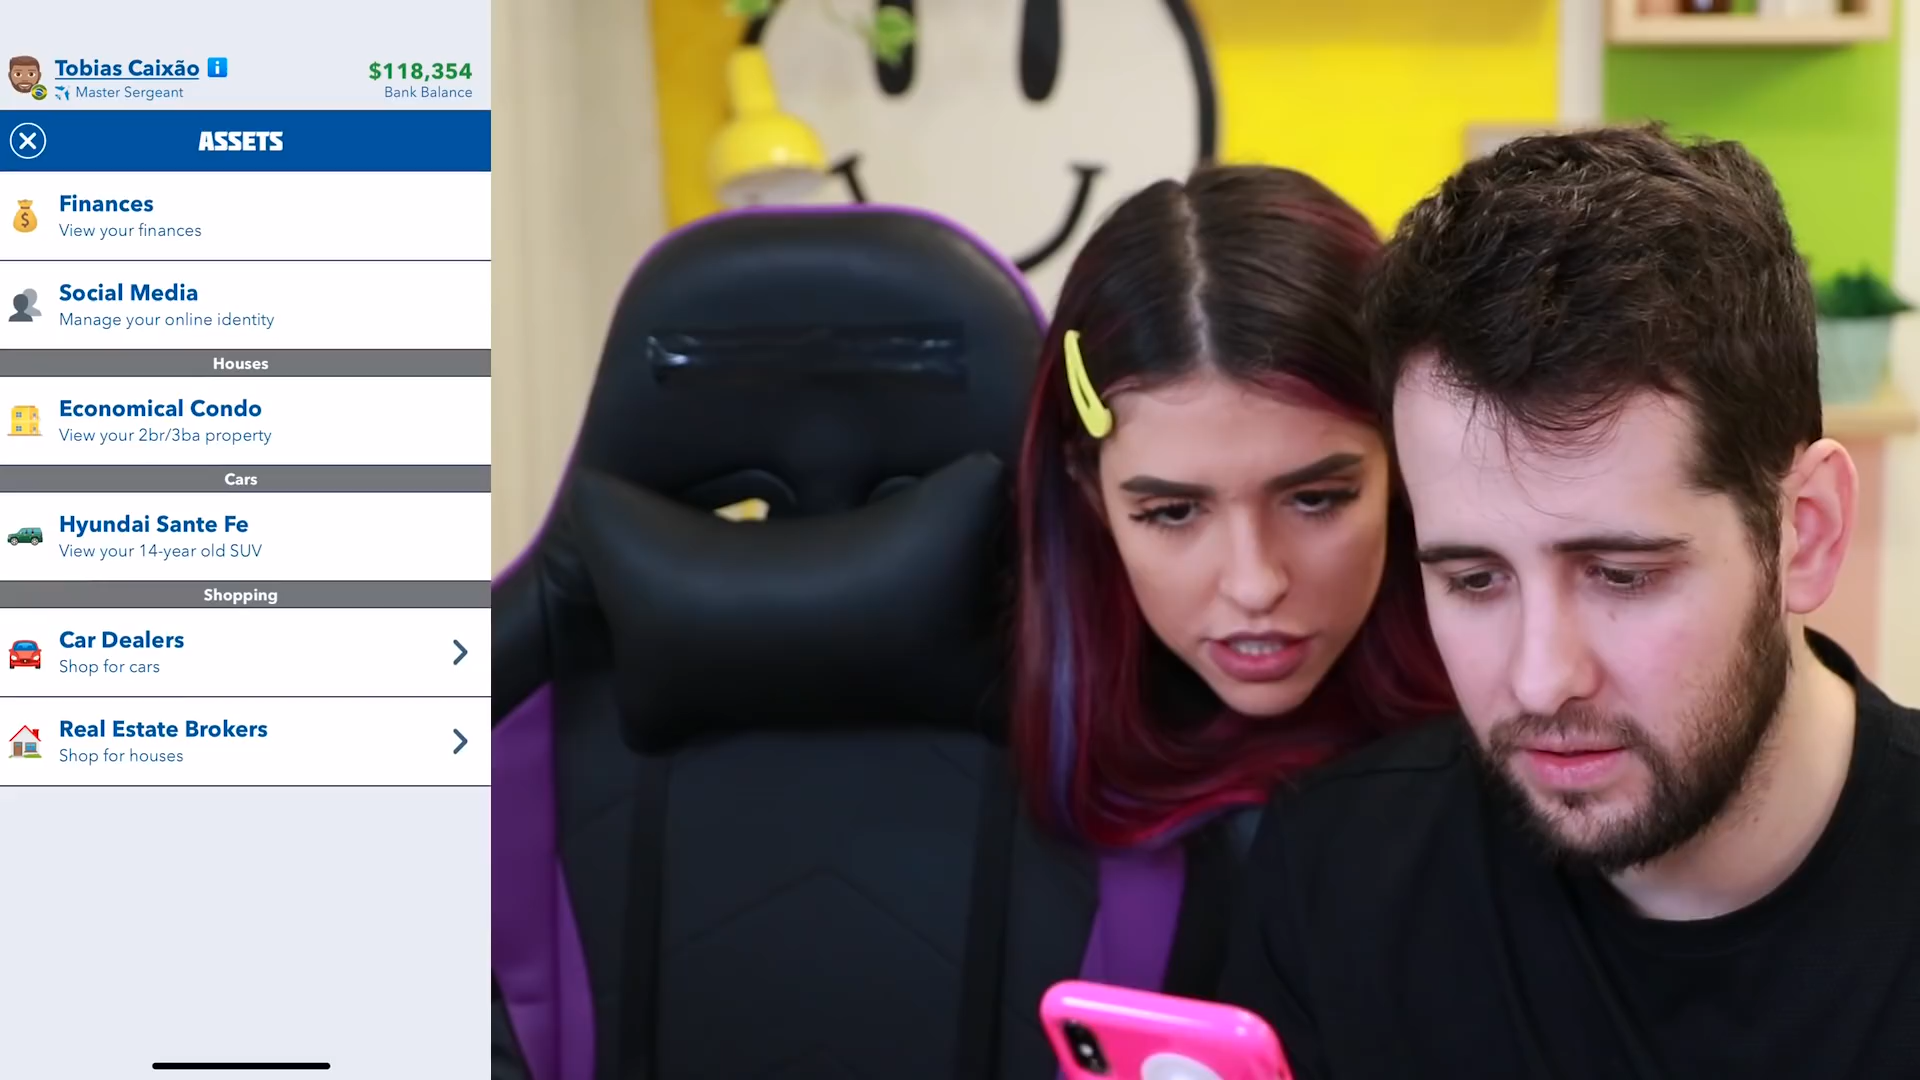 Tobias Caixão
$118,354
Master Sergeant
Bank Balance
ASSETS
Finances
View your finances
Social Media
Manage your online identity
Houses
Economical Condo
View your 2br/3ba property
Cars
Hyundai Sante Fe
View your 14-year old SUV
Shopping
Car Dealers
Shop for cars
Real Estate Brokers
Shop for houses